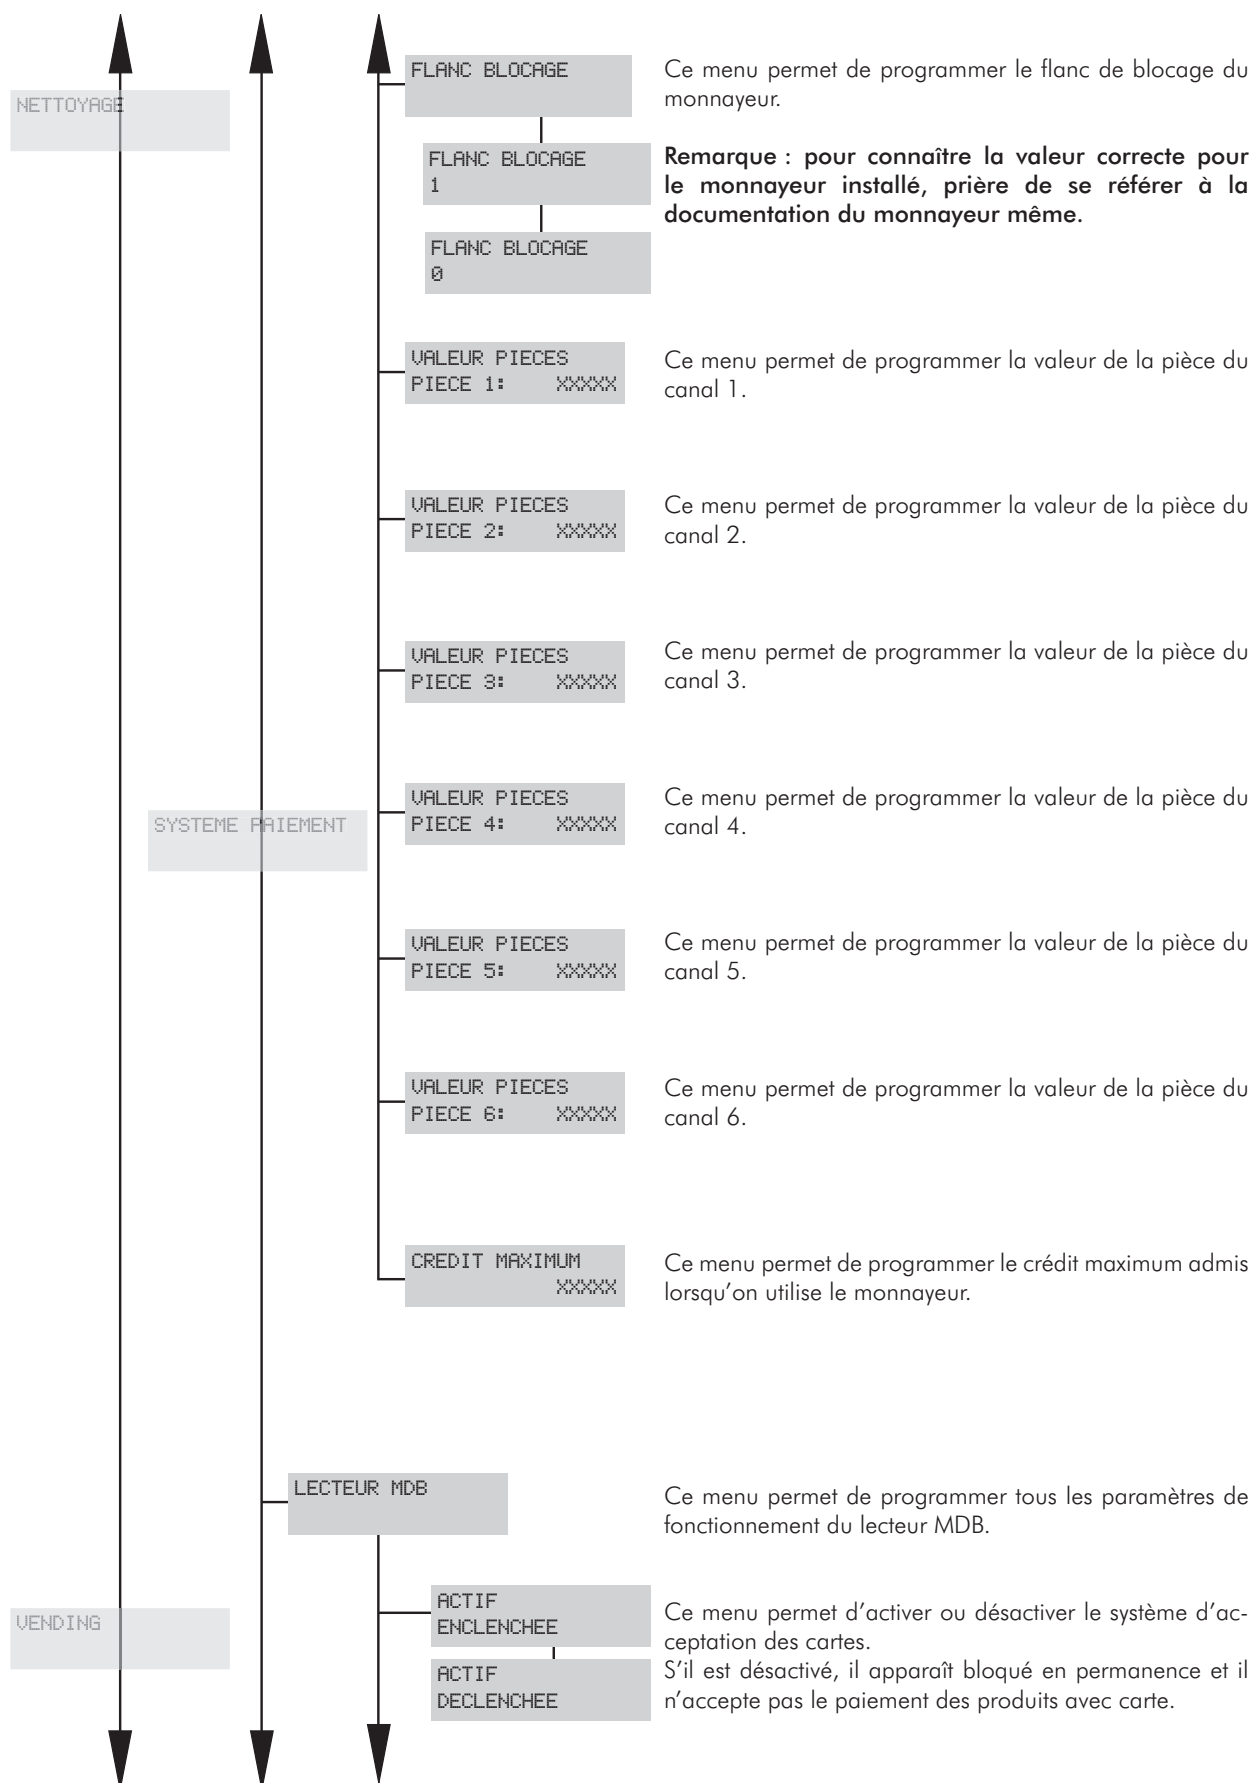 FLANC BLOCAGE
Ce menu permet de programmer le flanc de blocage du
monnayeur.
NETTOYAGE
FLANC BLOCAGE
1
Remarque : pour connaître la valeur correcte pour
le monnayeur installé, prière de se référer à la
documentation du monnayeur même.
FLANC BLOCAGE
0
VALEUR PIECES
PIECE 1: XXXXX
Ce menu permet de programmer la valeur de la pièce du
canal 1.
VALEUR PIECES
PIECE 2: XXXXX
Ce menu permet de programmer la valeur de la pièce du
canal 2.
VALEUR PIECES
PIECE 3: XXXXX
Ce menu permet de programmer la valeur de la pièce du
canal 3.
VALEUR PIECES
PIECE 4: XXXXX
Ce menu permet de programmer la valeur de la pièce du
canal 4.
SYSTEME PAIEMENT
VALEUR PIECES
PIECE 5: XXXXX
Ce menu permet de programmer la valeur de la pièce du
canal 5.
VALEUR PIECES
PIECE 6: XXXXX
Ce menu permet de programmer la valeur de la pièce du
canal 6.
CREDIT MAXIMUM
XXXXX
Ce menu permet de programmer le crédit maximum admis
lorsqu'on utilise le monnayeur.
LECTEUR MDB
Ce menu permet de programmer tous les paramètres de
fonctionnement du lecteur MDB.
ACTIF
ENCLENCHEE
Ce menu permet d'activer ou désactiver le système d'ac-
ceptation des cartes.
VENDING
ACTIF
DECLENCHEE
S'il est désactivé, il apparaît bloqué en permanence et il
n'accepte pas le paiement des produits avec carte.